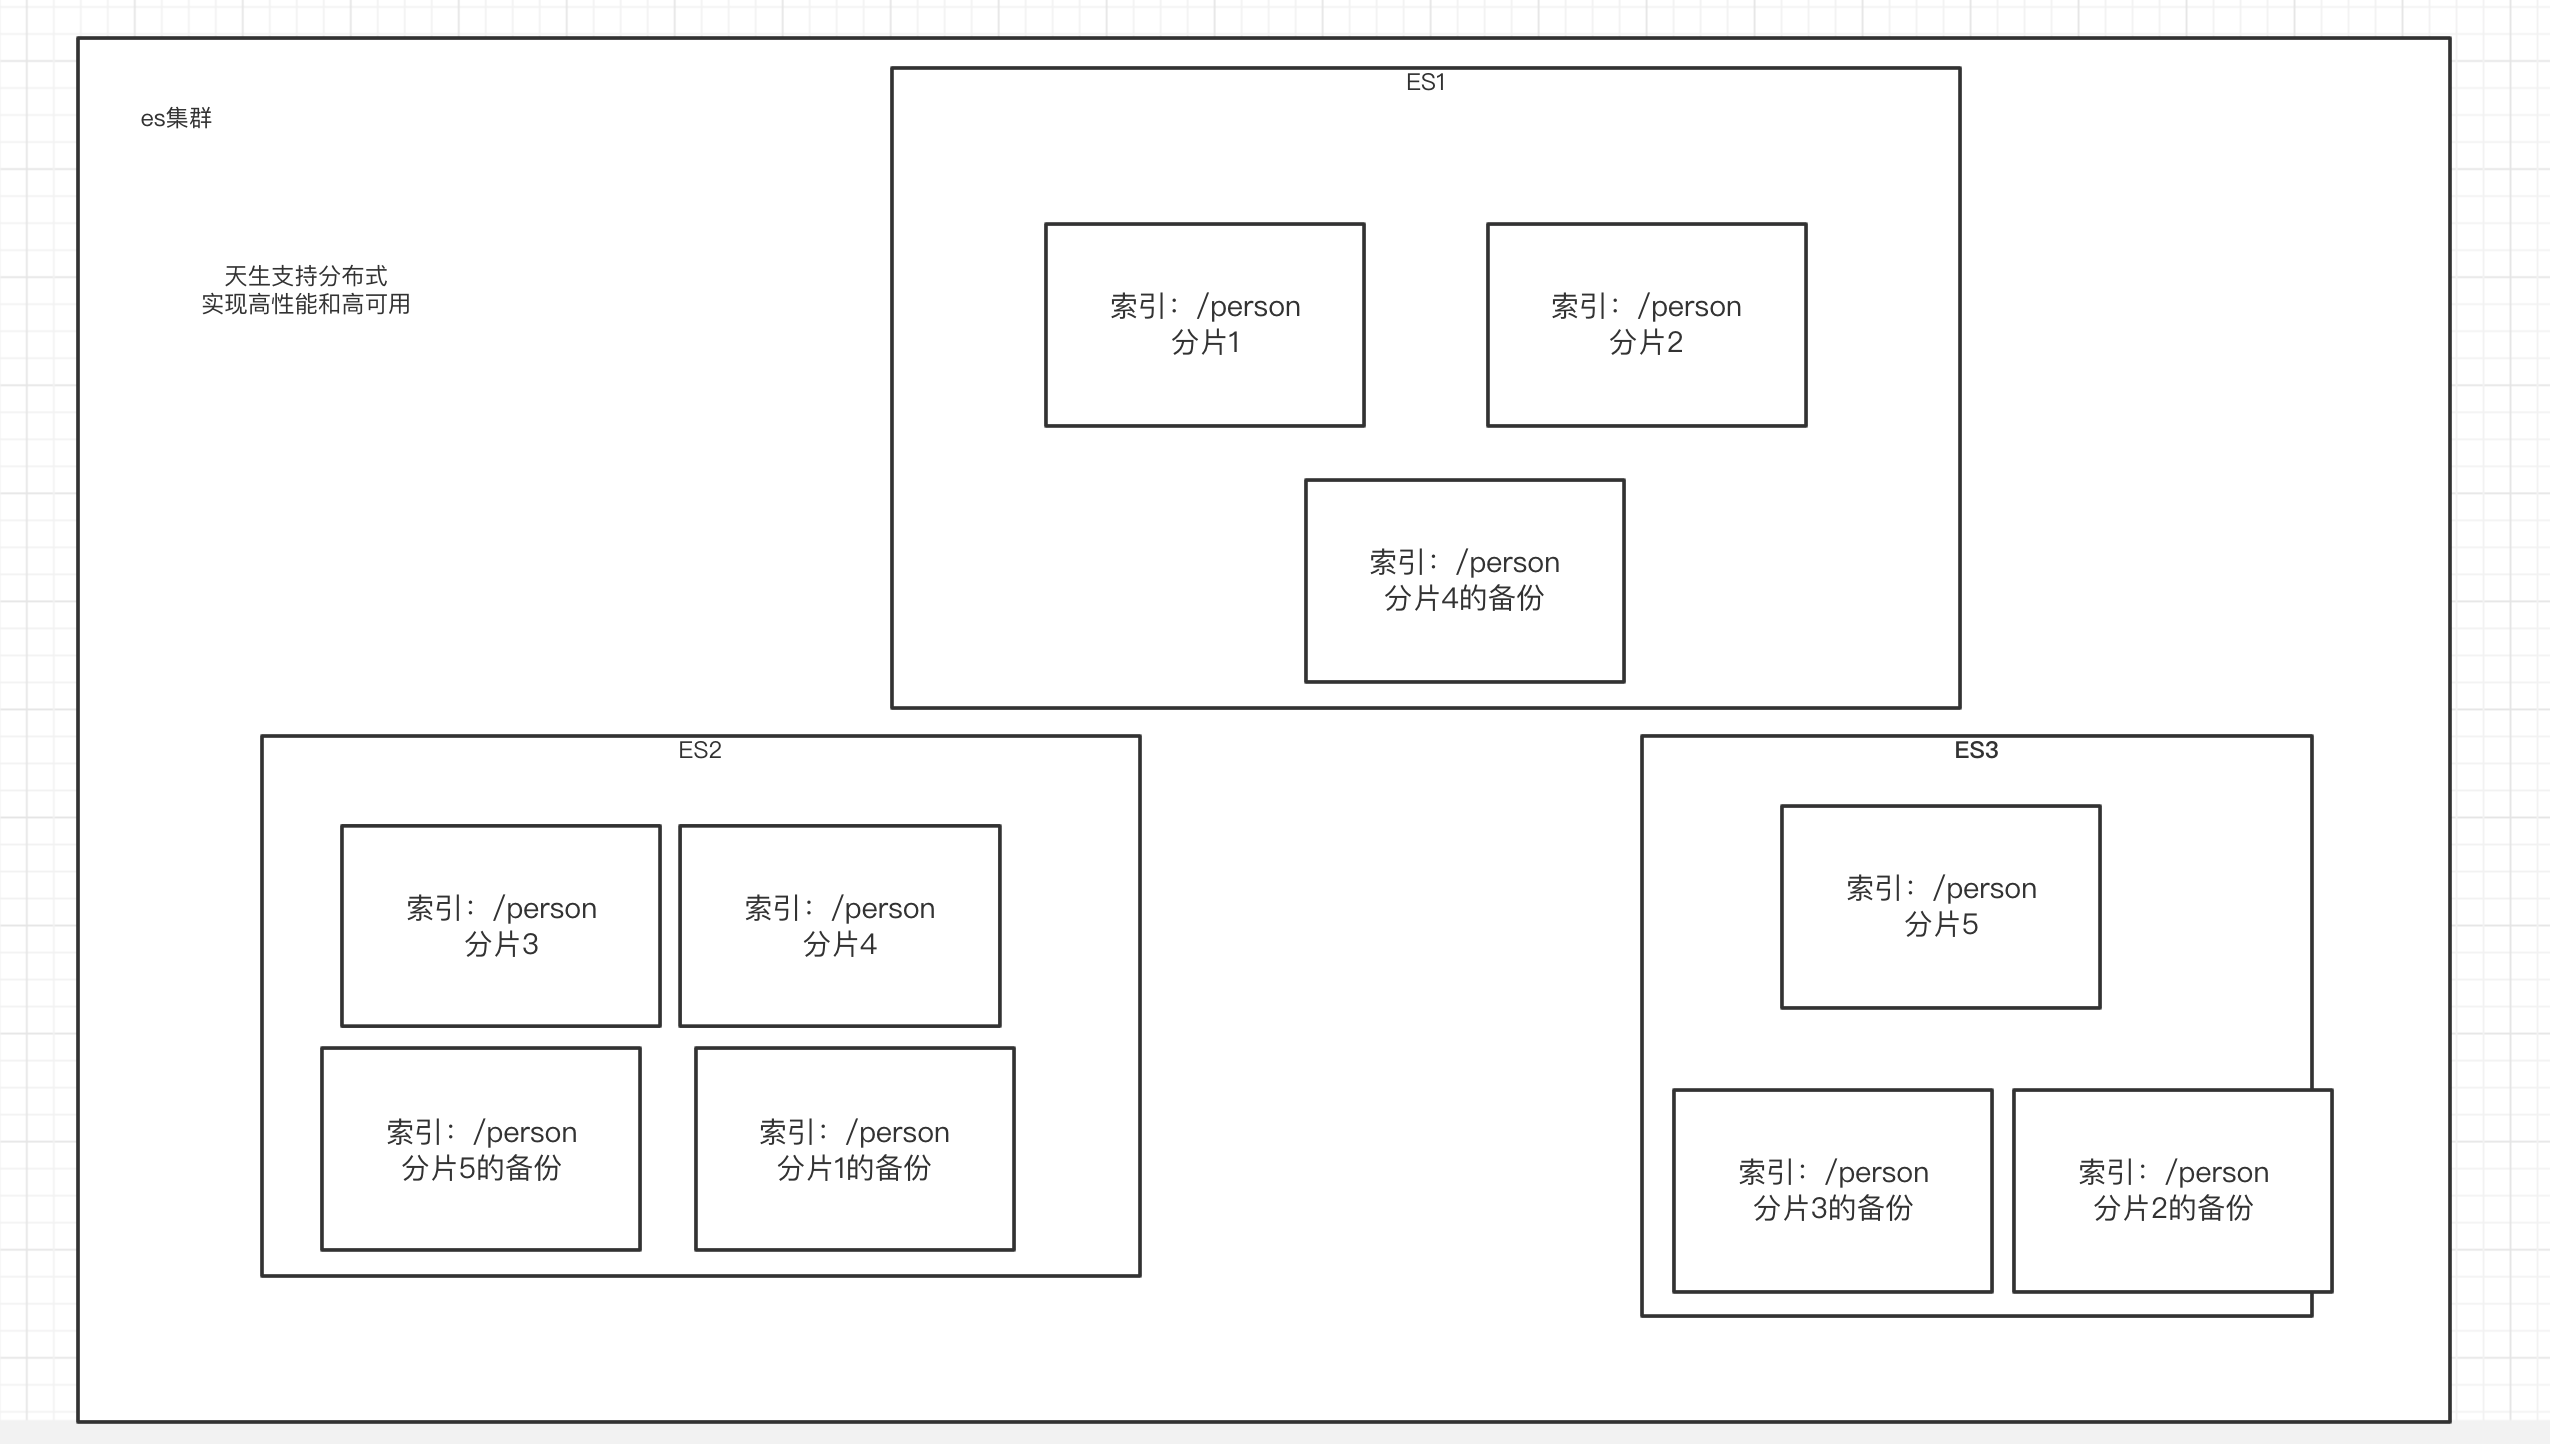 es集群
天生支持分布式
实现高性能和高可用
ES1
索引：/person
分片1
索引：/person
分片2
索引：/person
分片4的备份
ES2
索引：/person
分片3
索引：/person
分片4
索引：/person
分片5的备份
索引：/person
分片1的备份
ES3
索引：/person
分片5
索引：/person
分片3的备份
索引：/person
分片2的备份